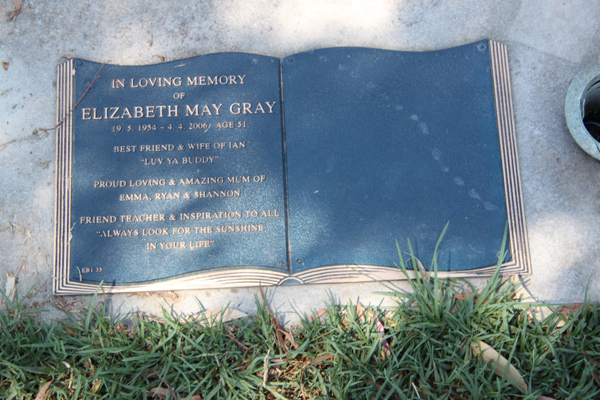 IN LOVING MEMORY
OF
ELIZABETH MAY GRAY
19. 5. 1954 - 4. 4. 2006 AGE 51
BEST FRIEND & WIFE OF IAN
"LUV YA BUDDY"
PROUD LOVING & AMAZING MUM OF
EMMA, RYAN & SHANNON
FRIEND TEACHER & INSPIRATION TO ALL
"ALWAYS LOOK FOR THE SUNSHINE
IN YOUR LIFE"